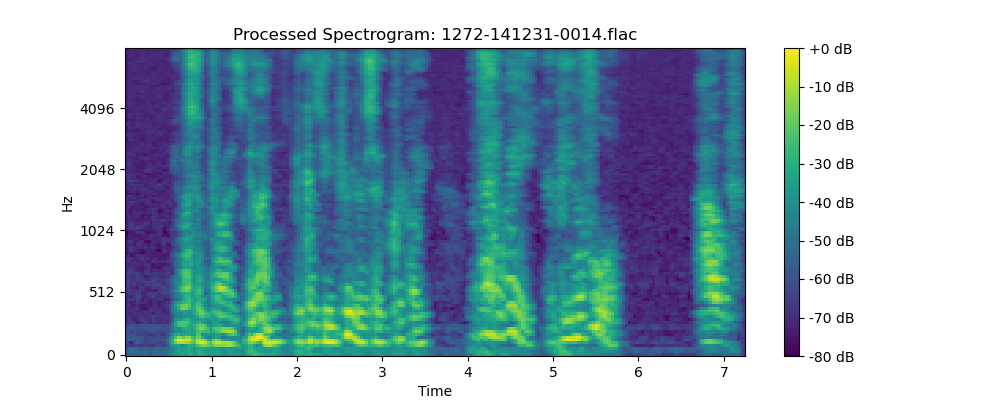 Processed Spectrogram: 1272-141231-0014.flac
+0 dB
-10 dB
-20 dB
-30 dB
-40 dB
-50 dB
-60 dB
-70 dB
-80 dB
4096
2048
1024
512
0
Hz
0 1 2 3 4 5 6 7
Time